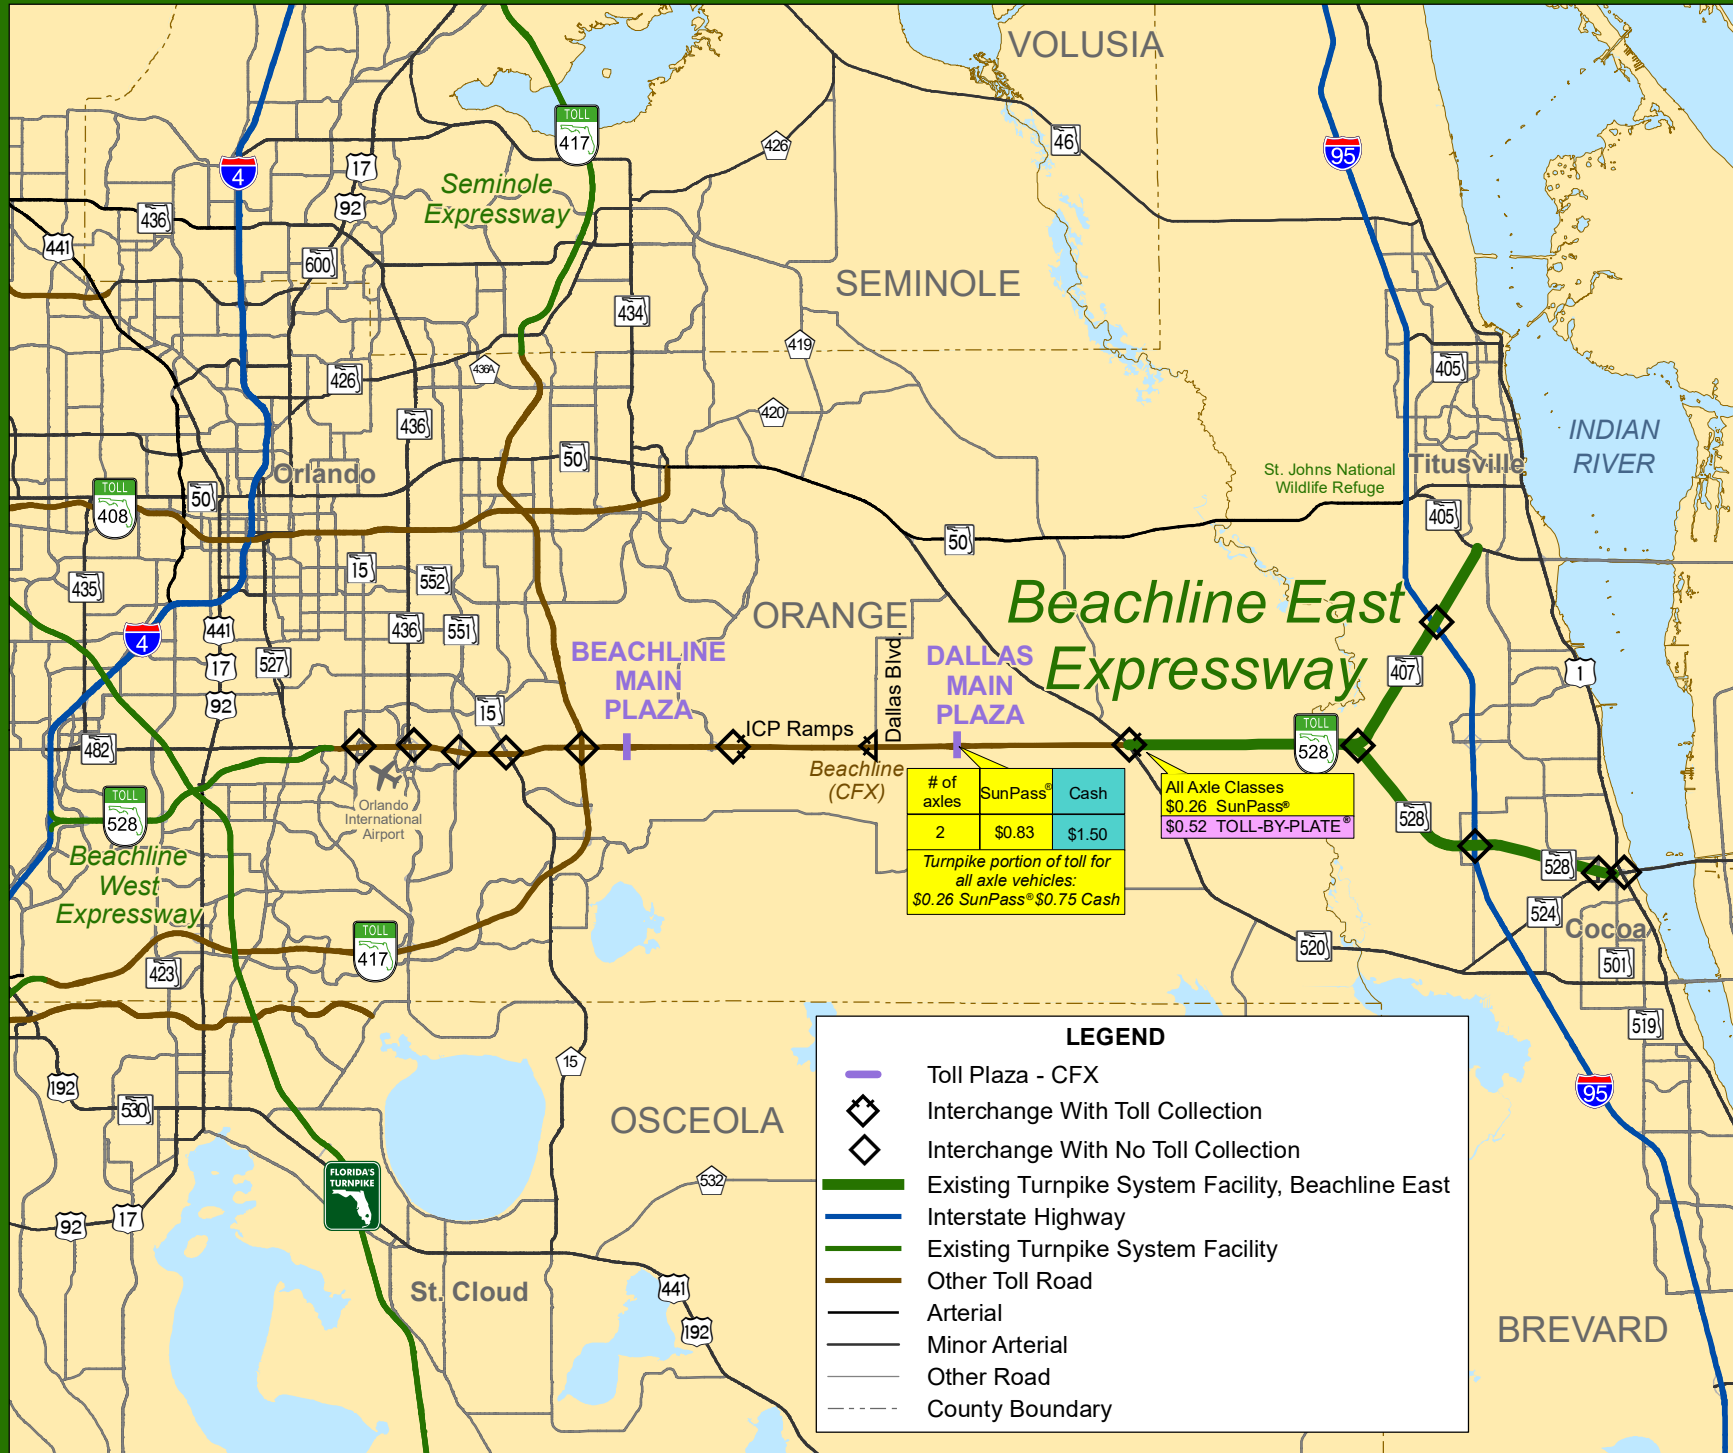 VOLUSIA
TOLL
417
426
46
95
4
17
92
Seminole
Expressway
436
441
600
SEMINOLE
434
419
436A
426
405
420
436
INDIAN
RIVER
50
Orlando
St. Johns National
Wildlife Refuge
Titusville
TOLL
408
50
405
50
15
552
435
Beachline East
Expressway
ORANGE
441
436
551
4
BEACHLINE
MAIN
PLAZA
Dallas Blvd.
DALLAS
MAIN
PLAZA
527
17
407
1
92
15
ICP Ramps
TOLL
528
482
Beachline
(CFX)
Orlando
International
Airport
# of
axles
SunPass®
Cash
2
$0.83
$1.50
Turnpike portion of toll for
all axle vehicles:
$0.26 SunPass® $0.75 Cash
All Axle Classes
$0.26 SunPass®
$0.52 TOLL-BY-PLATE®
528
TOLL
528
Beachline
West
Expressway
528
524
Cocoa
TOLL
417
423
520
501
519
LEGEND
Toll Plaza - CFX
Interchange With Toll Collection
Interchange With No Toll Collection
Existing Turnpike System Facility, Beachline East
Interstate Highway
Existing Turnpike System Facility
Other Toll Road
Arterial
Minor Arterial
Other Road
County Boundary
15
192
530
95
OSCEOLA
FLORIDA'S
TURNPIKE
532
92
17
St. Cloud
441
192
BREVARD